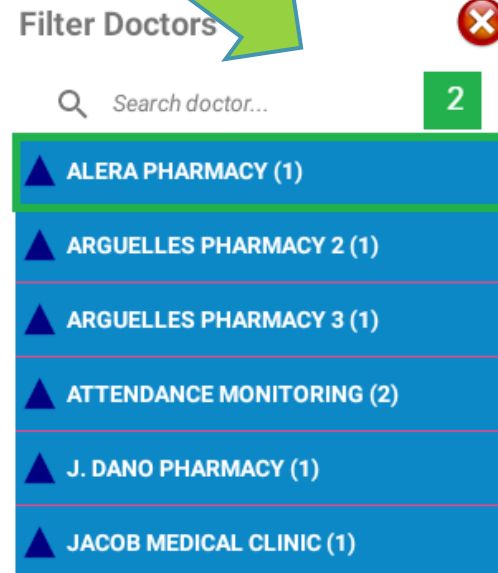 Filter Doctors
Search doctor...
2
ALERA PHARMACY (1)
ARGUELLES PHARMACY 2 (1)
ARGUELLES PHARMACY 3 (1)
ATTENDANCE MONITORING (2)
J. DANO PHARMACY (1)
JACOB MEDICAL CLINIC (1)